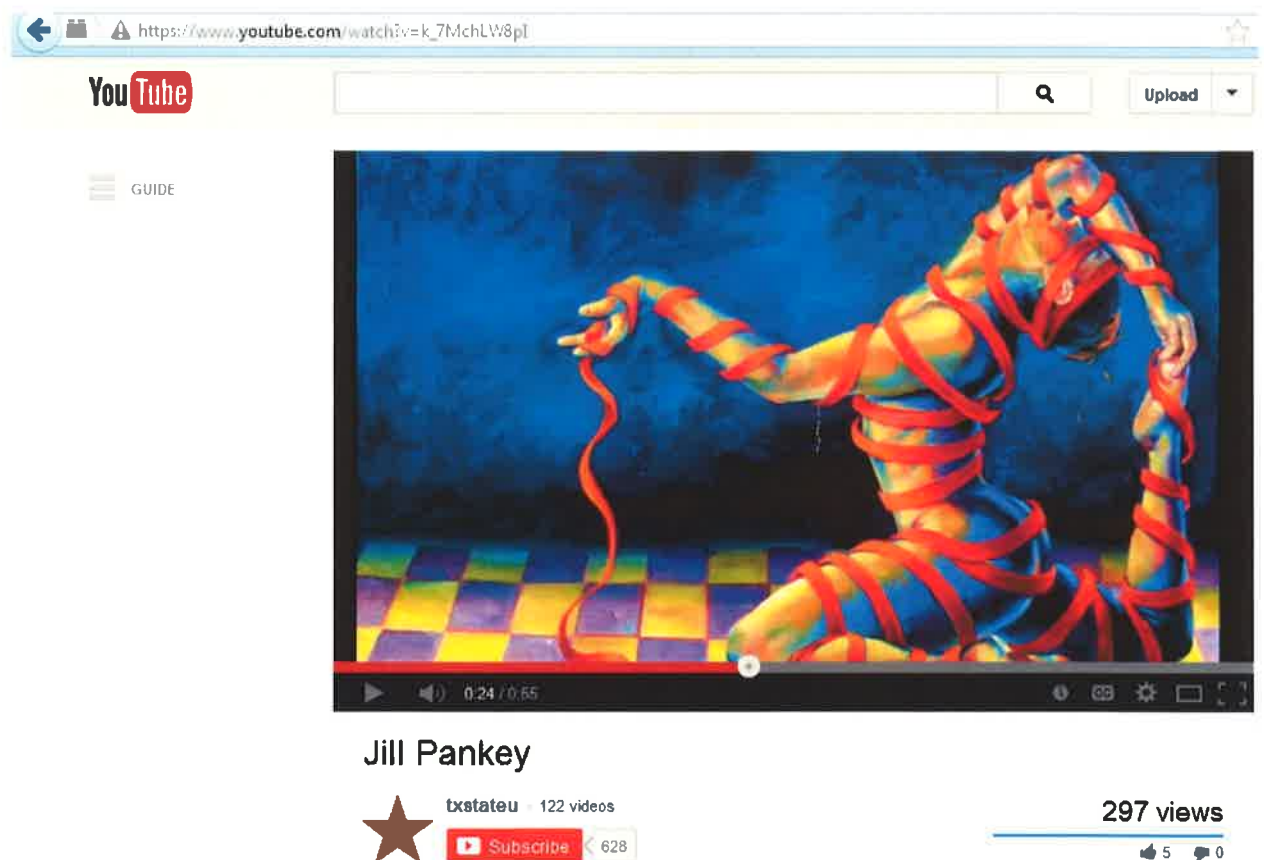 https://www.youtube.com/watch?v=k_7MchLW8pI
YouTube
Upload
GUIDE
0:24 / 0:55
CC
Jill Pankey
txstateu 122 videos
297 views
Subscribe 628
5 0